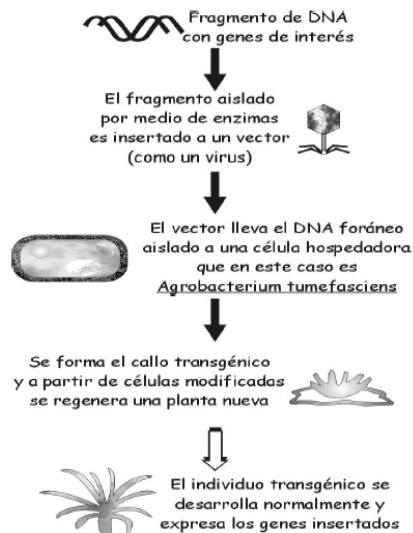 Fragmento de DNA
con genes de interés
El fragmento aislado
por medio de enzimas
es insertado a un vector
(como un virus)
El vector lleva el DNA foráneo
aislado a una célula hospedadora
que en este caso es
Agrobacterium tumefasciens
Se forma el callo transgénico
y a partir de células modificadas
se regenera una planta nueva
El individuo transgénico se
desarrolla normalmente y
expresa los genes insertados